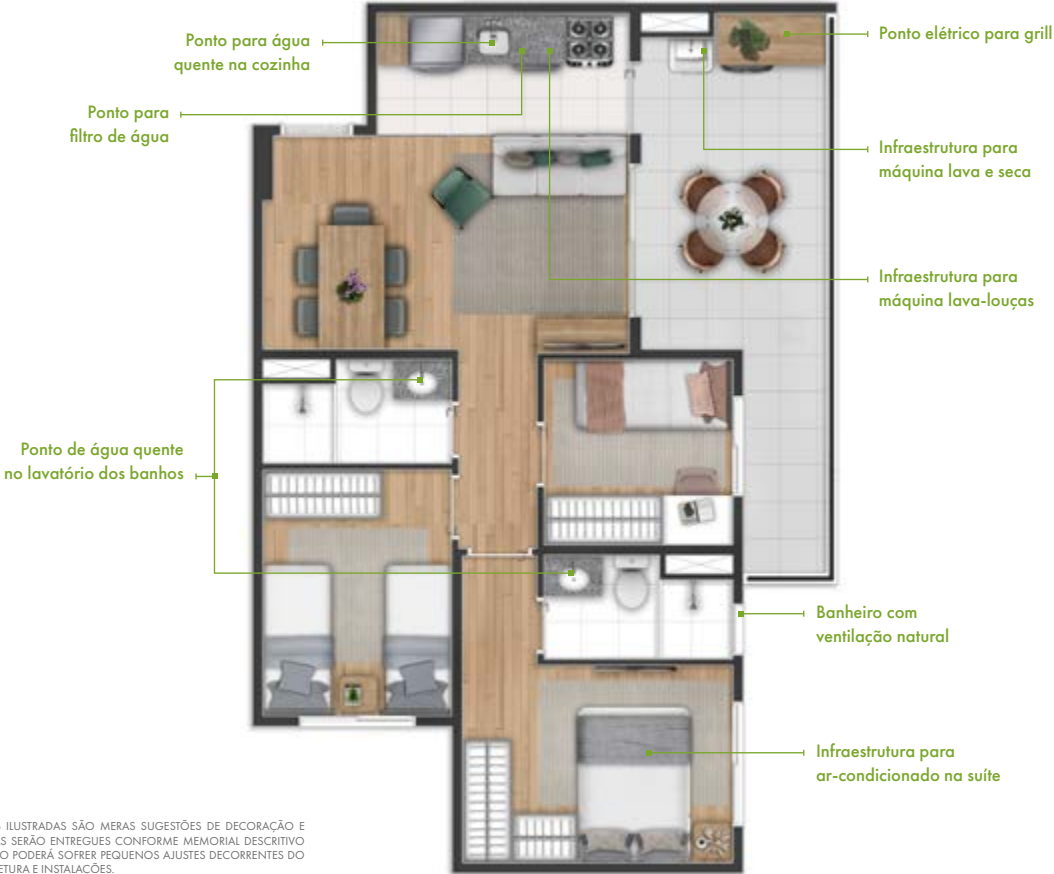 Ponto para água
quente na cozinha
Ponto para
filtro de água
Ponto elétrico para grill
Infraestrutura para
máquina lava e seca
Infraestrutura para
máquina lava-louças
Ponto de água quente
no lavatório dos banhos
Banheiro com
ventilação natural
Infraestrutura para
ar-condicionado na suíte
ILUSTRADAS SÃO MERAS SUGESTÕES DE DECORAÇÃO E
SERÃO ENTREGUES CONFORME MEMORIAL DESCRITIVO
PODERÁ SOFRER PEQUENOS AJUSTES DECORRENTES DO
E INSTALAÇÕES.